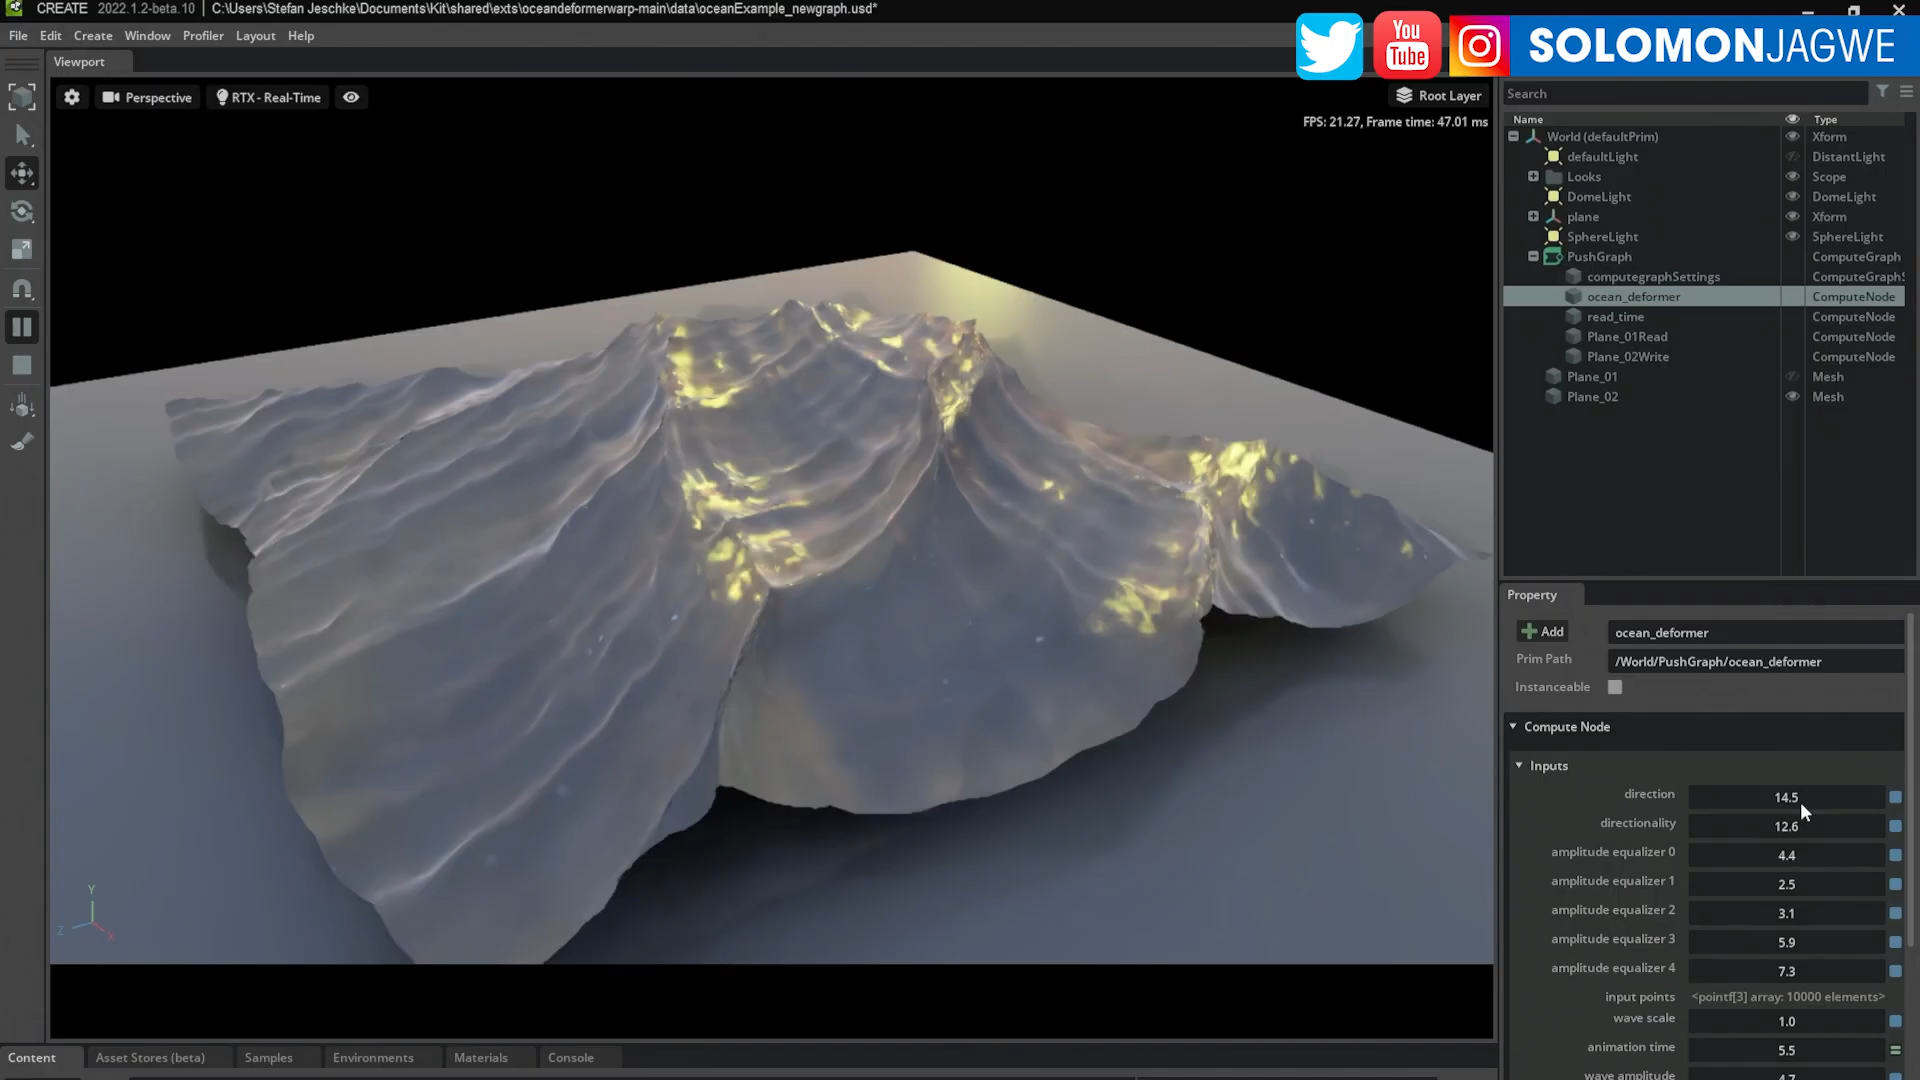 CREATE 2022.1.2-beta.10 | C:\Users\Stefan Jeschke\Documents\Kit\shared\exts\oceandeformerwarp-main\data\oceanExample_newgraph.usd*
File Edit Create Window Profiler Layout Help
You Tube
SOLOMONJAGWE
Viewport
Perspective
RTX - Real-Time
Root Layer
FPS: 21.27, Frame time: 47.01 ms
Search
Name Type
World (defaultPrim) Xform
defaultLight DistantLight
Looks Scope
DomeLight DomeLight
plane Xform
SphereLight SphereLight
PushGraph ComputeGraph
computegraphSettings ComputeGraphS
ocean_deformer ComputeNode
read_time ComputeNode
Plane_01Read ComputeNode
Plane_02Write ComputeNode
Plane_01 Mesh
Plane_02 Mesh
Property
Add ocean_deformer
Prim Path /World/PushGraph/ocean_deformer
Instanceable
Compute Node
Inputs
direction 14.5
directionality 12.6
amplitude equalizer 0 4.4
amplitude equalizer 1 2.5
amplitude equalizer 2 3.1
amplitude equalizer 3 5.9
amplitude equalizer 4 7.3
input points <pointf[3] array: 10000 elements>
wave scale 1.0
animation time 5.5
wave amplitude 4.7
Y
Z
X
Content Asset Stores (beta) Samples Environments Materials Console